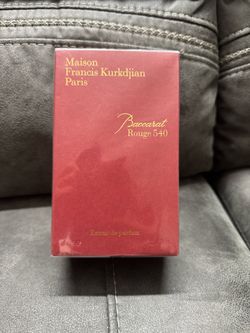 Maison
Francis Kurkdjian
Paris
Baccarat
Rouge 540
Extrait de parfum